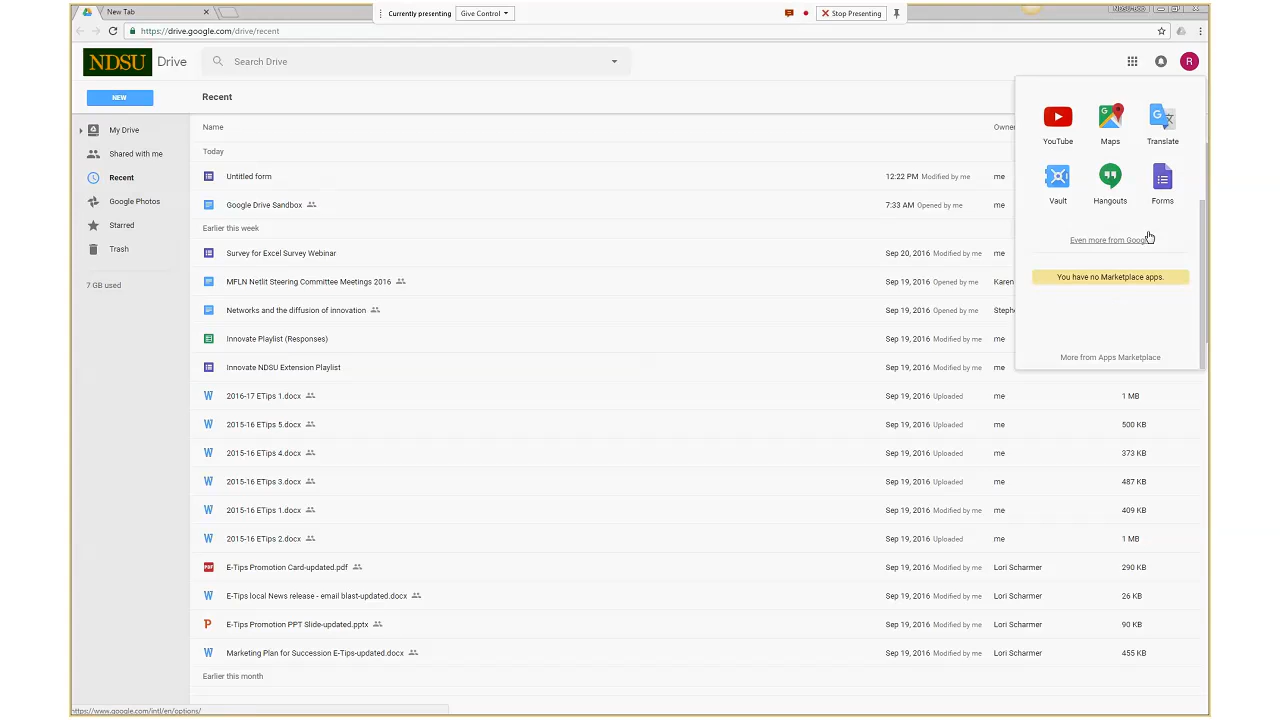 New Tab
Currently presenting Give Control
Stop Presenting
https://drive.google.com/drive/recent
NDSU Drive Search Drive R
NEW Recent
My Drive
Shared with me
Recent
Google Photos
Starred
Trash
7 GB used
Name Owner
Today
Untitled form 12:22 PM Modified by me me
Google Drive Sandbox 7:33 AM Opened by me me
Earlier this week
Survey for Excel Survey Webinar Sep 20, 2016 Modified by me me
MFLN Netlit Steering Committee Meetings 2016 Sep 19, 2016 Opened by me Karen
Networks and the diffusion of innovation Sep 19, 2016 Opened by me Steph
Innovate Playlist (Responses) Sep 19, 2016 Modified by me me
Innovate NDSU Extension Playlist Sep 19, 2016 Modified by me me
W 2016-17 ETips 1.docx Sep 19, 2016 Uploaded me 1 MB
W 2015-16 ETips 5.docx Sep 19, 2016 Uploaded me 500 KB
W 2015-16 ETips 4.docx Sep 19, 2016 Uploaded me 373 KB
W 2015-16 ETips 3.docx Sep 19, 2016 Uploaded me 487 KB
W 2015-16 ETips 1.docx Sep 19, 2016 Modified by me me 409 KB
W 2015-16 ETips 2.docx Sep 19, 2016 Uploaded me 1 MB
PDF E-Tips Promotion Card-updated.pdf Sep 19, 2016 Modified by me Lori Scharmer 290 KB
W E-Tips local News release - email blast-updated.docx Sep 19, 2016 Modified by me Lori Scharmer 26 KB
P E-Tips Promotion PPT Slide-updated.pptx Sep 19, 2016 Modified by me Lori Scharmer 90 KB
W Marketing Plan for Succession E-Tips-updated.docx Sep 19, 2016 Modified by me Lori Scharmer 455 KB
Earlier this month
YouTube Maps Translate
Vault Hangouts Forms
Even more from Google
You have no Marketplace apps.
More from Apps Marketplace
https://www.google.com/intl/en/options/